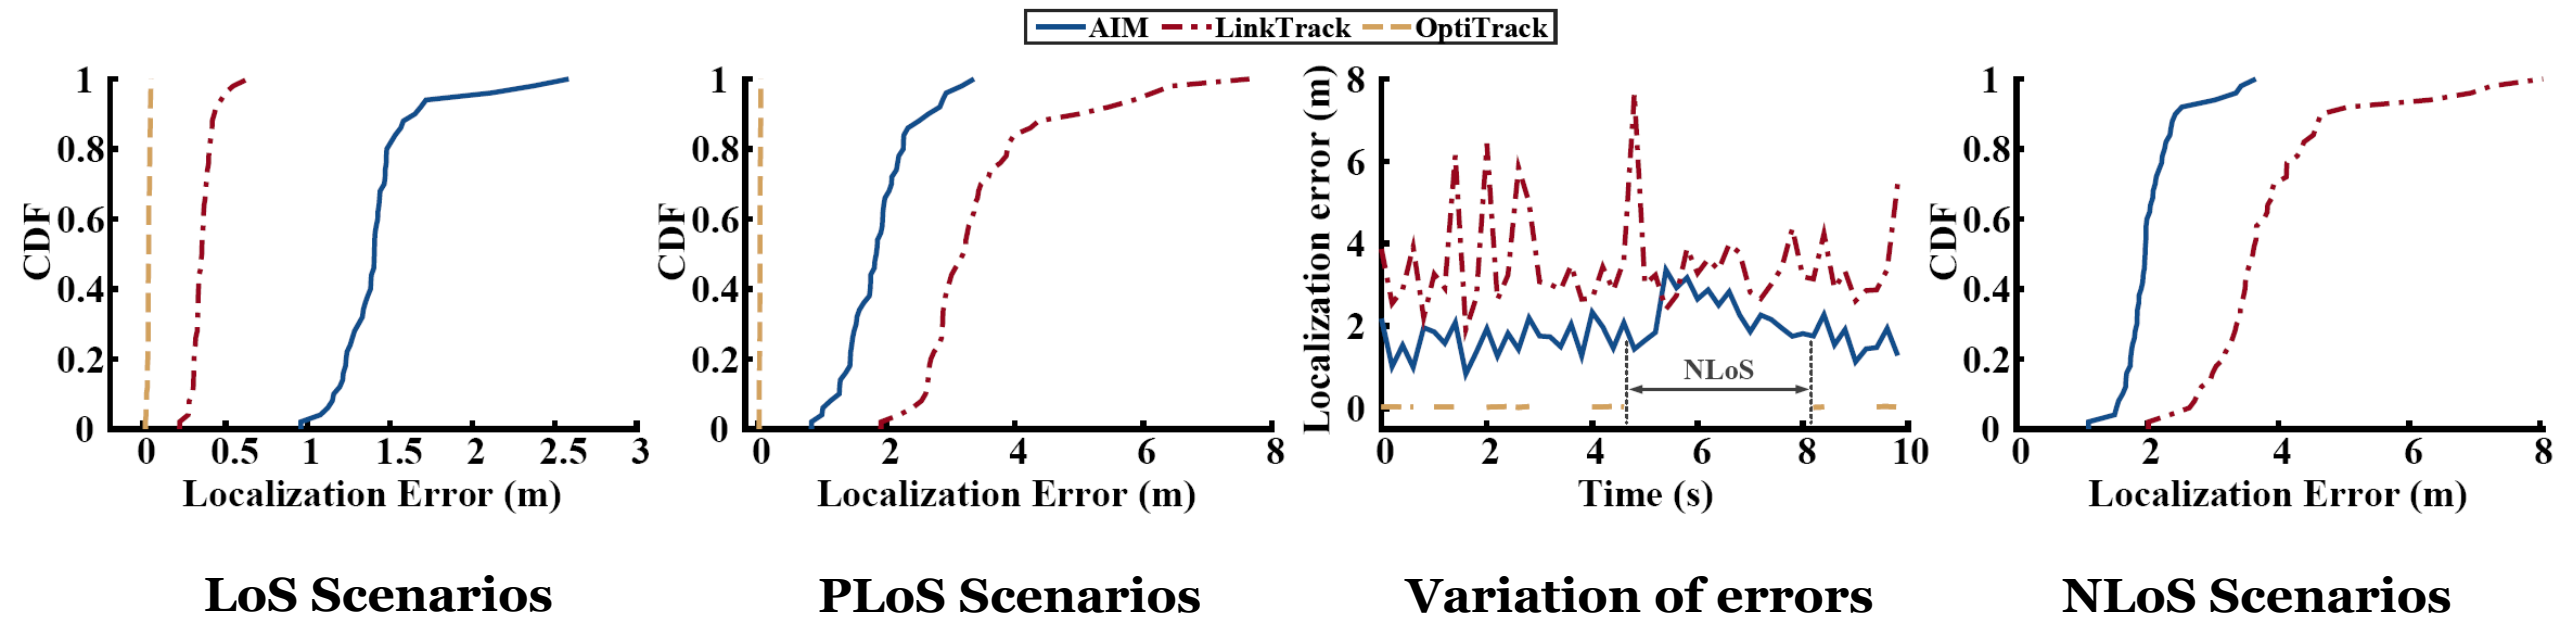 AIM LinkTrack OptiTrack
CDF
1
0.8
0.6
0.4
0.2
0
0 0.5 1 1.5 2 2.5 3
Localization Error (m)
LoS Scenarios
CDF
1
0.8
0.6
0.4
0.2
0
0 2 4 6 8
Localization Error (m)
PLoS Scenarios
Localization error (m)
8
6
4
2
0
NLoS
0 2 4 6 8 10
Time (s)
Variation of errors
CDF
1
0.8
0.6
0.4
0.2
0
0 2 4 6 8
Localization Error (m)
NLoS Scenarios